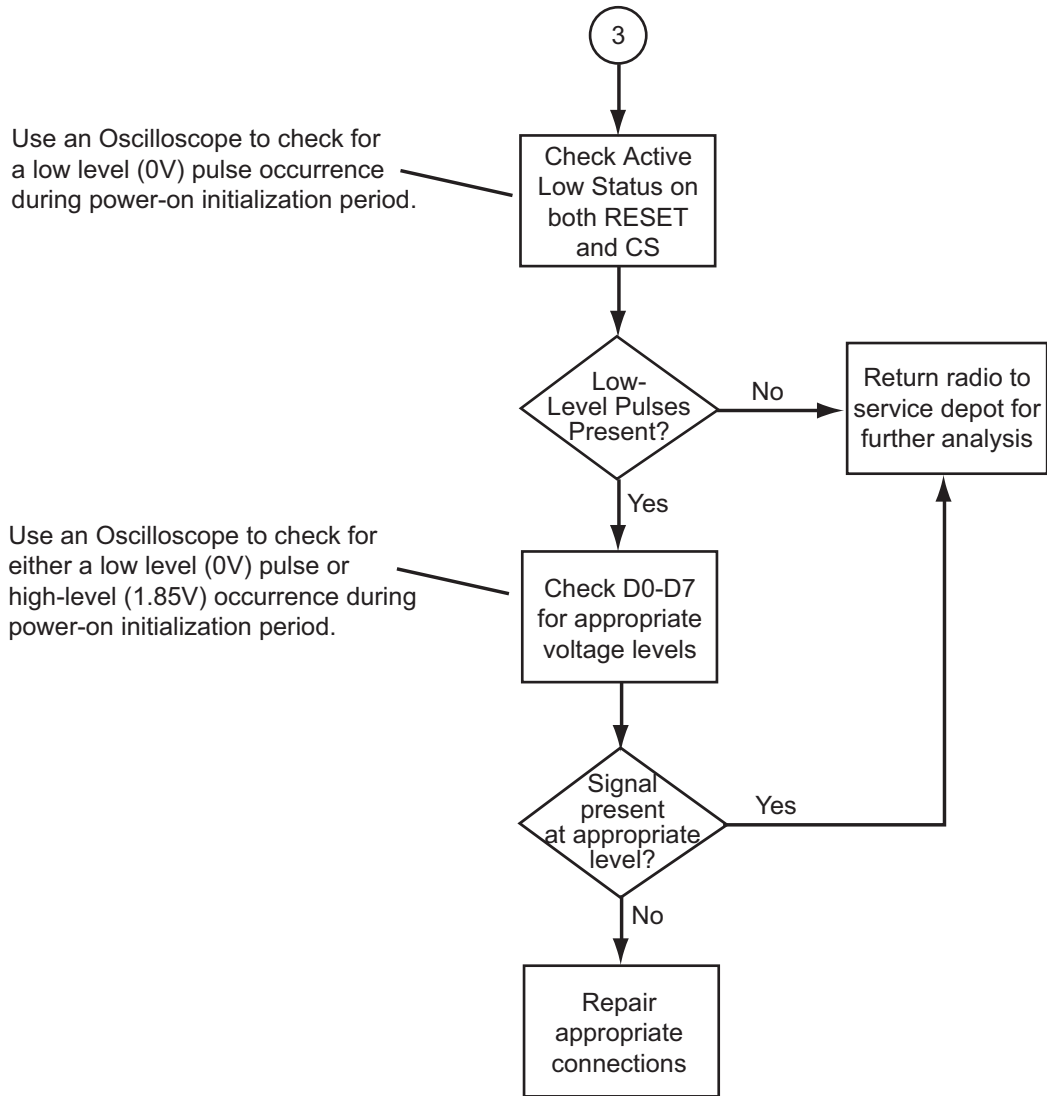 3
Use an Oscilloscope to check for
a low level (0V) pulse occurrence
during power-on initialization period.
Check Active
Low Status on
both RESET
and CS
Low-
Level Pulses
Present?
No
Return radio to
service depot for
further analysis
Yes
Use an Oscilloscope to check for
either a low level (0V) pulse or
high-level (1.85V) occurrence during
power-on initialization period.
Check D0-D7
for appropriate
voltage levels
Signal
present
at appropriate
level?
Yes
No
Repair
appropriate
connections